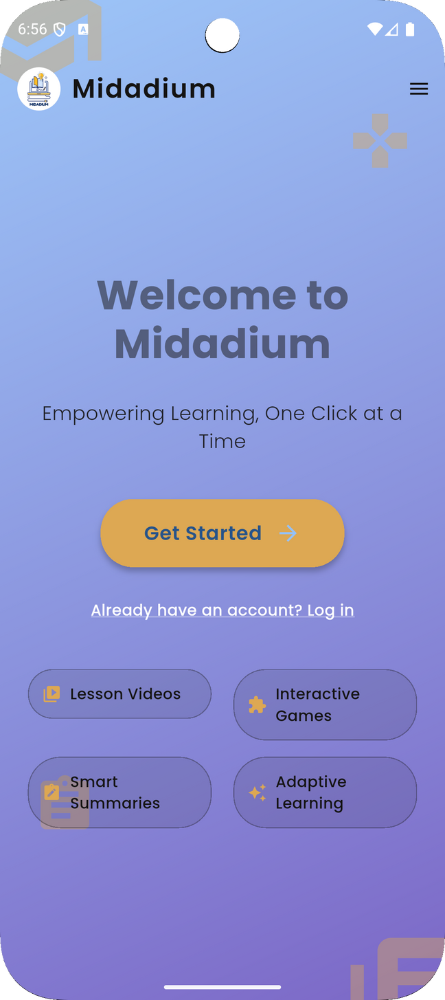 6:56
A
Midadium
MIDADIUM
Welcome to
Midadium
Empowering Learning, One Click at a
Time
Get Started
Already have an account? Log in
Lesson Videos
Interactive
Games
Smart
Summaries
Adaptive
Learning